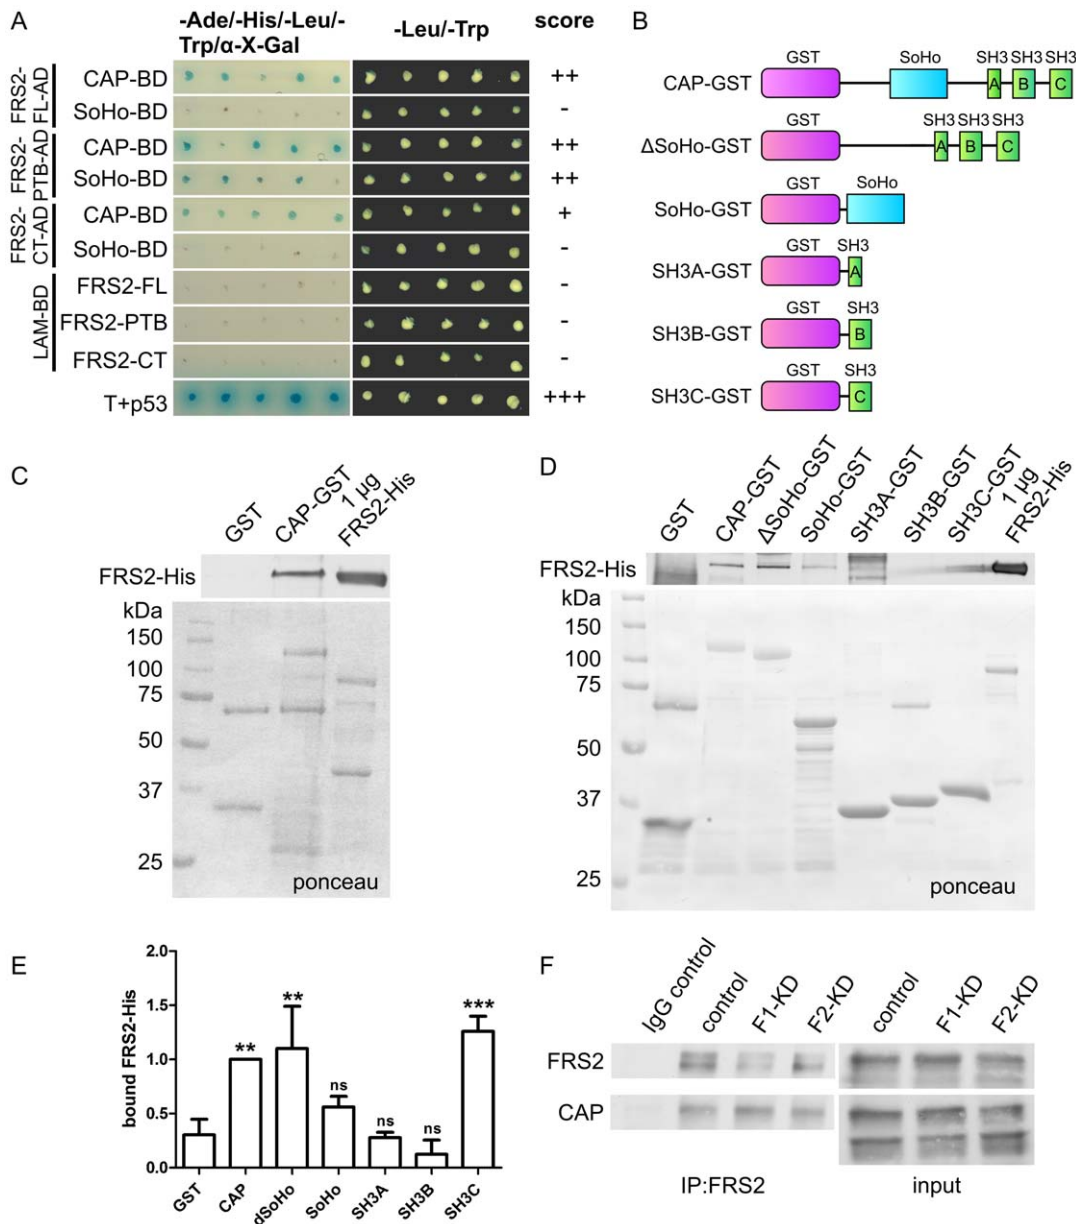 A
-Ade/-His/-Leu/-
Trp/α-X-Gal
-Leu/-Trp
score
FRS2-
FL-AD
CAP-BD
++
SoHo-BD
-
FRS2-
PTB-AD
CAP-BD
++
SoHo-BD
++
FRS2-
CT-AD
CAP-BD
+
SoHo-BD
-
LAM-BD
FRS2-FL
-
FRS2-PTB
-
FRS2-CT
-
T+p53
+++
B
GST SoHo SH3 SH3 SH3
CAP-GST A B C
GST SH3 SH3 SH3
ΔSoHo-GST A B C
GST SoHo
SoHo-GST
GST SH3
SH3A-GST A
GST SH3
SH3B-GST B
GST SH3
SH3C-GST C
C
GST
CAP-GST
1 µg
FRS2-His
FRS2-His
kDa
150
100
75
50
37
25
ponceau
D
GST
CAP-GST
ΔSoHo-GST
SoHo-GST
SH3A-GST
SH3B-GST
SH3C-GST
1 µg
FRS2-His
FRS2-His
kDa
150
100
75
50
37
25
ponceau
E
bound FRS2-His
2.0
1.5
1.0
0.5
0.0
**
**
ns
ns
ns
***
GST
CAP
dSoHo
SoHo
SH3A
SH3B
SH3C
F
IgG control
control
F1-KD
F2-KD
control
F1-KD
F2-KD
FRS2
CAP
IP:FRS2
input